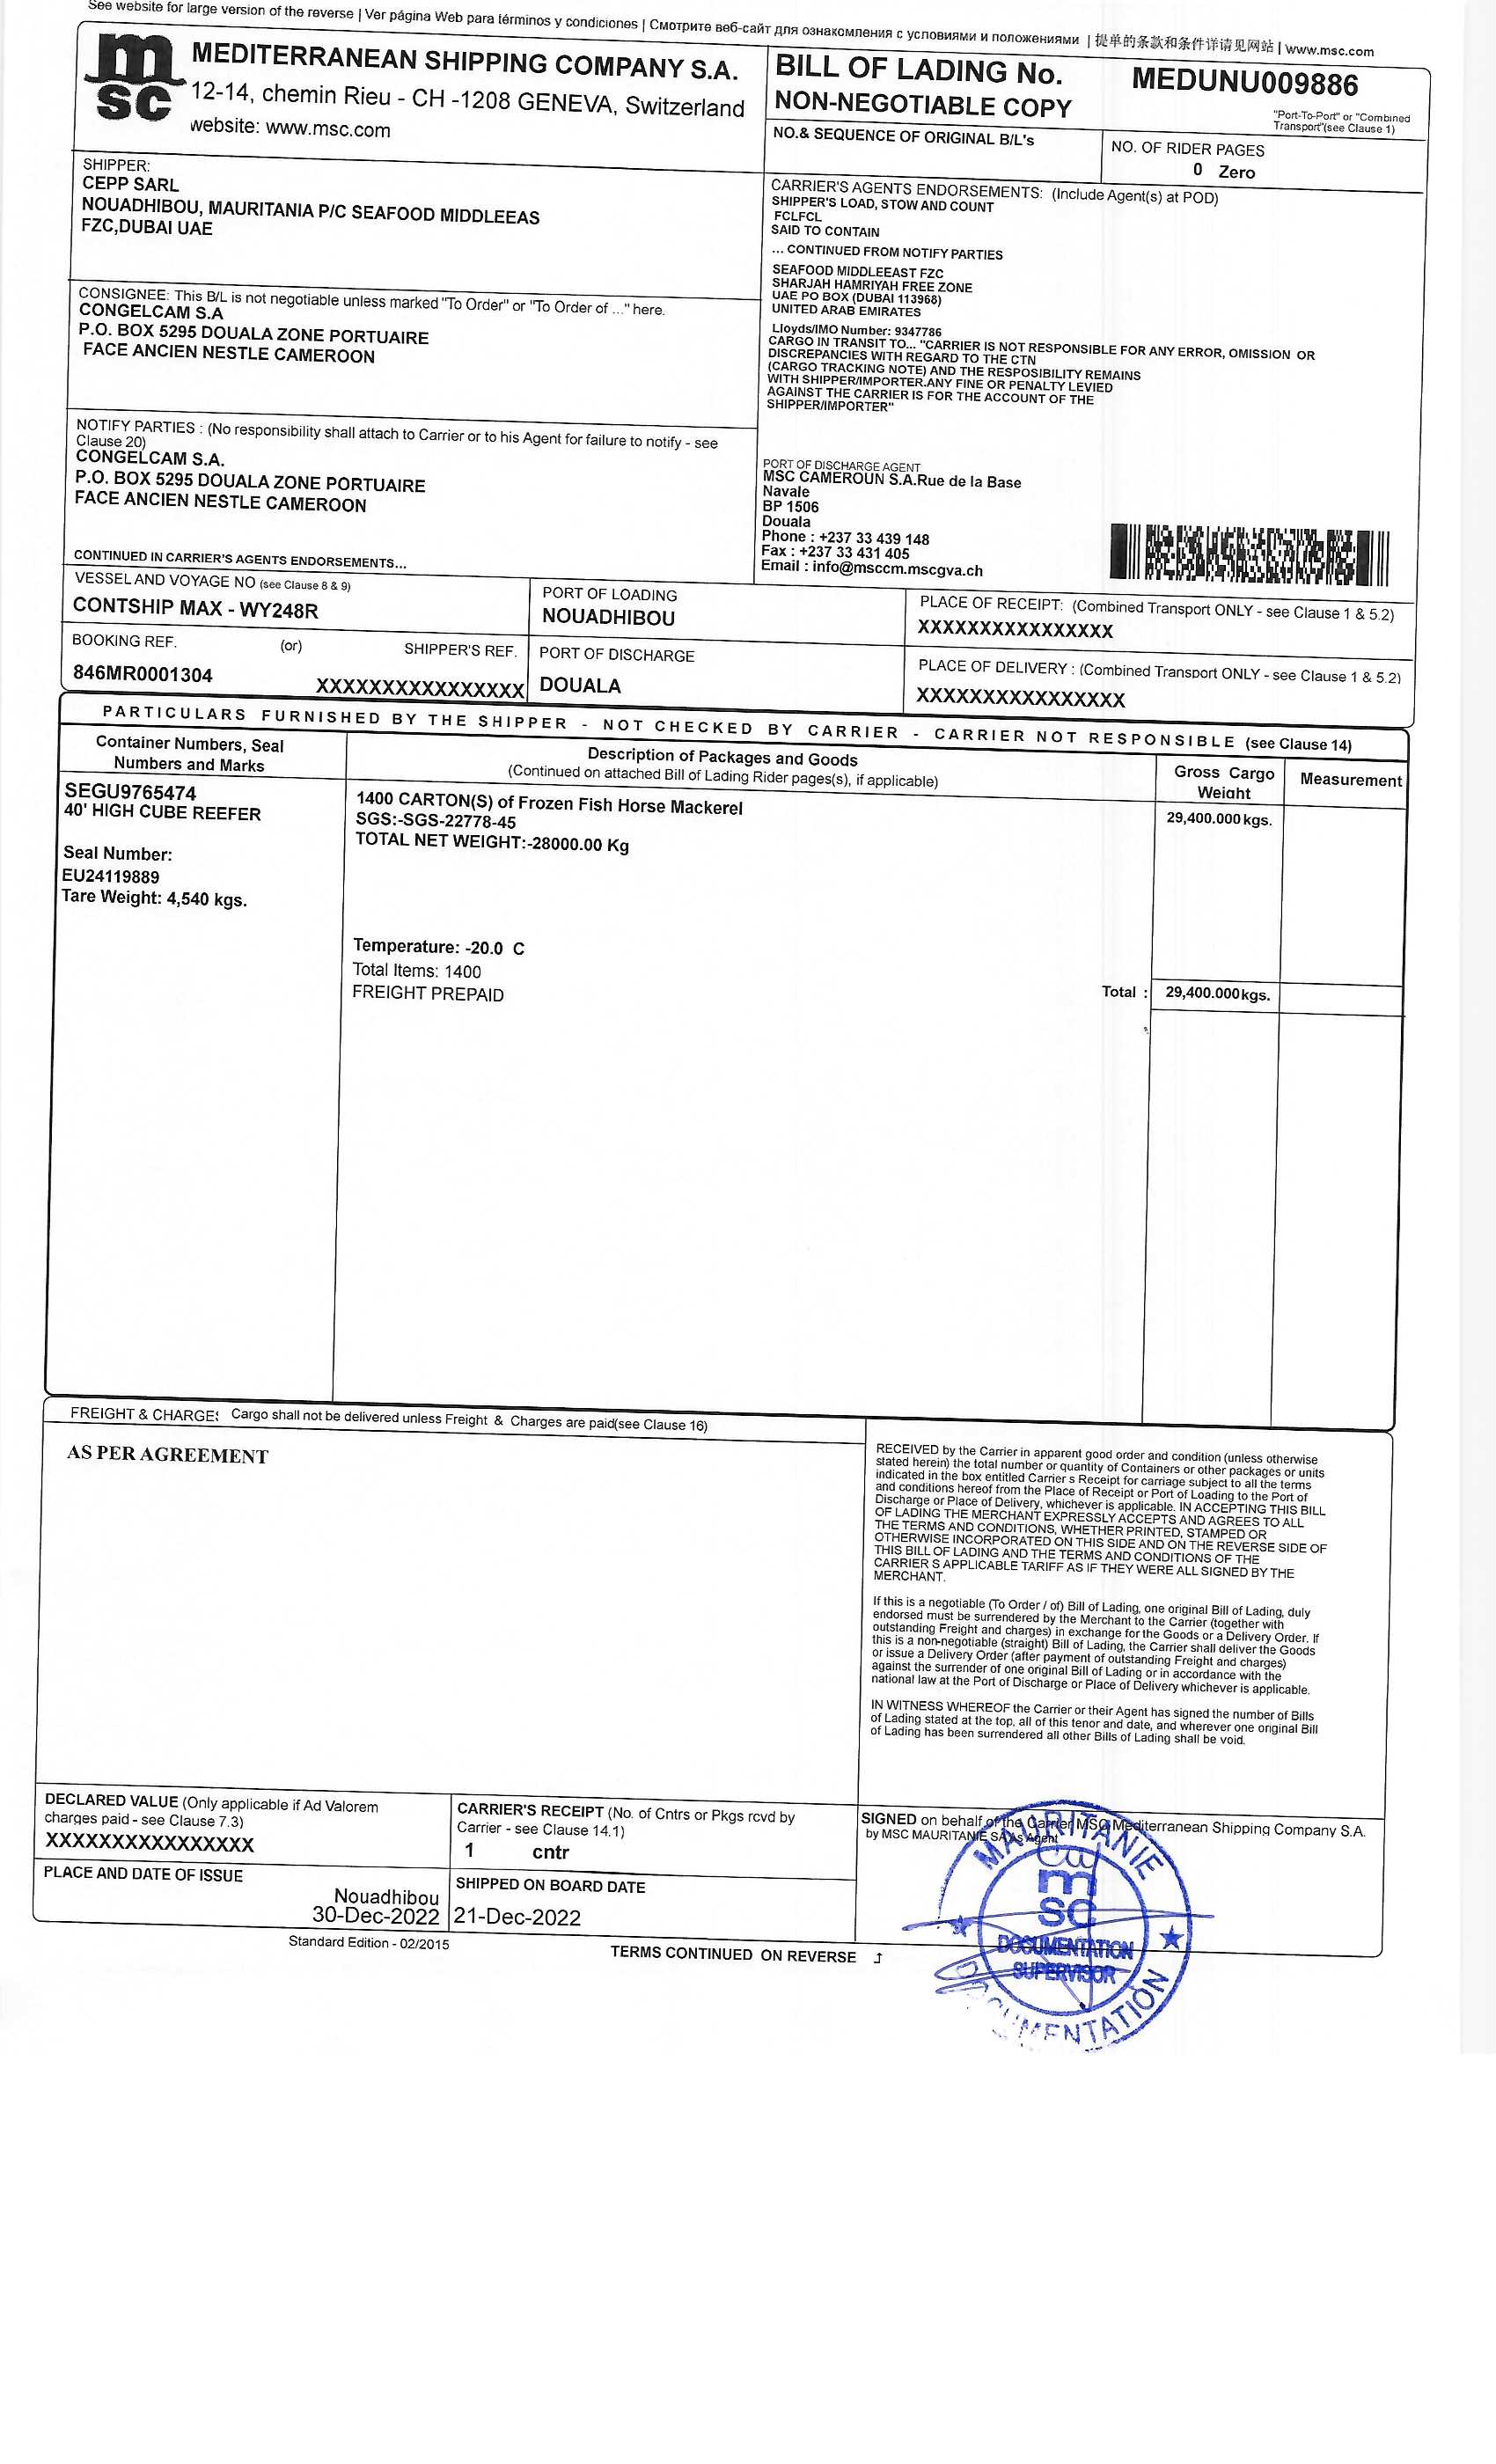 See website for large version of the reverse | Ver página Web para términos y condiciones | Смотрите веб-сайт для ознакомления с условиями и положениями | 提单的条款和条件详请见网站 | www.msc.com
MEDITERRANEAN SHIPPING COMPANY S.A.
12-14, chemin Rieu - CH -1208 GENEVA, Switzerland
website: www.msc.com
msc
BILL OF LADING No. MEDUNU009886
NON-NEGOTIABLE COPY
"Port-To-Port" or "Combined
Transport"(see Clause 1)
NO.& SEQUENCE OF ORIGINAL B/L's
NO. OF RIDER PAGES
0 Zero
SHIPPER:
CEPP SARL
NOUADHIBOU, MAURITANIA P/C SEAFOOD MIDDLEEAS
FZC,DUBAI UAE
CONSIGNEE: This B/L is not negotiable unless marked "To Order" or "To Order of ..." here.
CONGELCAM S.A
P.O. BOX 5295 DOUALA ZONE PORTUAIRE
FACE ANCIEN NESTLE CAMEROON
NOTIFY PARTIES : (No responsibility shall attach to Carrier or to his Agent for failure to notify - see
Clause 20)
CONGELCAM S.A.
P.O. BOX 5295 DOUALA ZONE PORTUAIRE
FACE ANCIEN NESTLE CAMEROON
CONTINUED IN CARRIER'S AGENTS ENDORSEMENTS...
CARRIER'S AGENTS ENDORSEMENTS: (Include Agent(s) at POD)
SHIPPER'S LOAD, STOW AND COUNT
FCLFCL
SAID TO CONTAIN
... CONTINUED FROM NOTIFY PARTIES
SEAFOOD MIDDLEEAST FZC
SHARJAH HAMRIYAH FREE ZONE
UAE PO BOX (DUBAI 113968)
UNITED ARAB EMIRATES
Lloyds/IMO Number: 9347786
CARGO IN TRANSIT TO... "CARRIER IS NOT RESPONSIBLE FOR ANY ERROR, OMISSION OR
DISCREPANCIES WITH REGARD TO THE CTN
(CARGO TRACKING NOTE) AND THE RESPOSIBILITY REMAINS
WITH SHIPPER/IMPORTER.ANY FINE OR PENALTY LEVIED
AGAINST THE CARRIER IS FOR THE ACCOUNT OF THE
SHIPPER/IMPORTER"
PORT OF DISCHARGE AGENT
MSC CAMEROUN S.A.Rue de la Base
Navale
BP 1506
Douala
Phone : +237 33 439 148
Fax : +237 33 431 405
Email : info@msccm.mscgva.ch
VESSEL AND VOYAGE NO (see Clause 8 & 9)
CONTSHIP MAX - WY248R
PORT OF LOADING
NOUADHIBOU
PLACE OF RECEIPT: (Combined Transport ONLY - see Clause 1 & 5.2)
XXXXXXXXXXXXXXXX
BOOKING REF. (or) SHIPPER'S REF.
846MR0001304 XXXXXXXXXXXXXXXX
PORT OF DISCHARGE
DOUALA
PLACE OF DELIVERY : (Combined Transport ONLY - see Clause 1 & 5.2)
XXXXXXXXXXXXXXXX
PARTICULARS FURNISHED BY THE SHIPPER - NOT CHECKED BY CARRIER - CARRIER NOT RESPONSIBLE (see Clause 14)
Container Numbers, Seal
Numbers and Marks
Description of Packages and Goods
(Continued on attached Bill of Lading Rider pages(s), if applicable)
Gross Cargo
Weight
Measurement
SEGU9765474
40' HIGH CUBE REEFER
Seal Number:
EU24119889
Tare Weight: 4,540 kgs.
1400 CARTON(S) of Frozen Fish Horse Mackerel
SGS:-SGS-22778-45
TOTAL NET WEIGHT:-28000.00 Kg
29,400.000 kgs.
Temperature: -20.0 C
Total Items: 1400
FREIGHT PREPAID
Total : 29,400.000 kgs.
FREIGHT & CHARGES Cargo shall not be delivered unless Freight & Charges are paid(see Clause 16)
AS PER AGREEMENT
RECEIVED by the Carrier in apparent good order and condition (unless otherwise
stated herein) the total number or quantity of Containers or other packages or units
indicated in the box entitled Carrier s Receipt for carriage subject to all the terms
and conditions hereof from the Place of Receipt or Port of Loading to the Port of
Discharge or Place of Delivery, whichever is applicable. IN ACCEPTING THIS BILL
OF LADING THE MERCHANT EXPRESSLY ACCEPTS AND AGREES TO ALL
THE TERMS AND CONDITIONS, WHETHER PRINTED, STAMPED OR
OTHERWISE INCORPORATED ON THIS SIDE AND ON THE REVERSE SIDE OF
THIS BILL OF LADING AND THE TERMS AND CONDITIONS OF THE
CARRIER S APPLICABLE TARIFF AS IF THEY WERE ALL SIGNED BY THE
MERCHANT.
If this is a negotiable (To Order / of) Bill of Lading, one original Bill of Lading, duly
endorsed must be surrendered by the Merchant to the Carrier (together with
outstanding Freight and charges) in exchange for the Goods or a Delivery Order. If
this is a non-negotiable (straight) Bill of Lading, the Carrier shall deliver the Goods
or issue a Delivery Order (after payment of outstanding Freight and charges)
against the surrender of one original Bill of Lading or in accordance with the
national law at the Port of Discharge or Place of Delivery whichever is applicable.
IN WITNESS WHEREOF the Carrier or their Agent has signed the number of Bills
of Lading stated at the top, all of this tenor and date, and wherever one original Bill
of Lading has been surrendered all other Bills of Lading shall be void.
DECLARED VALUE (Only applicable if Ad Valorem
charges paid - see Clause 7.3)
XXXXXXXXXXXXXXXX
CARRIER'S RECEIPT (No. of Cntrs or Pkgs rcvd by
Carrier - see Clause 14.1)
1 cntr
SIGNED on behalf of the Carrier MSC Mediterranean Shipping Company S.A.
by MSC MAURITANIE SA As Agent
PLACE AND DATE OF ISSUE
Nouadhibou
30-Dec-2022
SHIPPED ON BOARD DATE
21-Dec-2022
MAURITANIE
msc
DOCUMENTATION
SUPERVISOR
DOCUMENTATION
Standard Edition - 02/2015
TERMS CONTINUED ON REVERSE